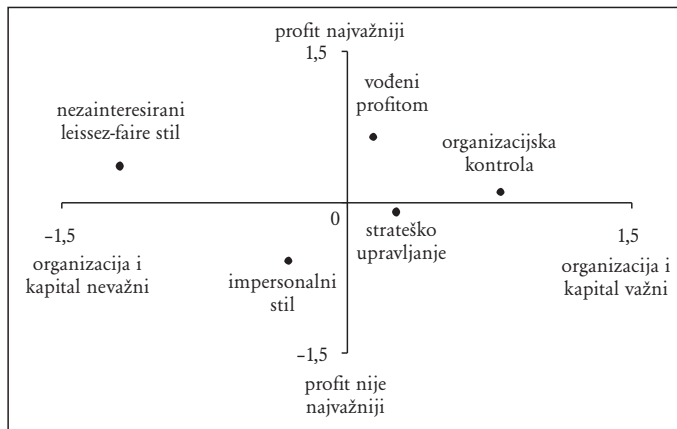 profit najvažniji
1,5
vođeni
profitom
nezainteresirani
leissez-faire stil
organizacijska
kontrola
0
-1,5
1,5
strateško
upravljanje
organizacija i
kapital nevažni
organizacija i
kapital važni
impersonalni
stil
-1,5
profit nije
najvažniji